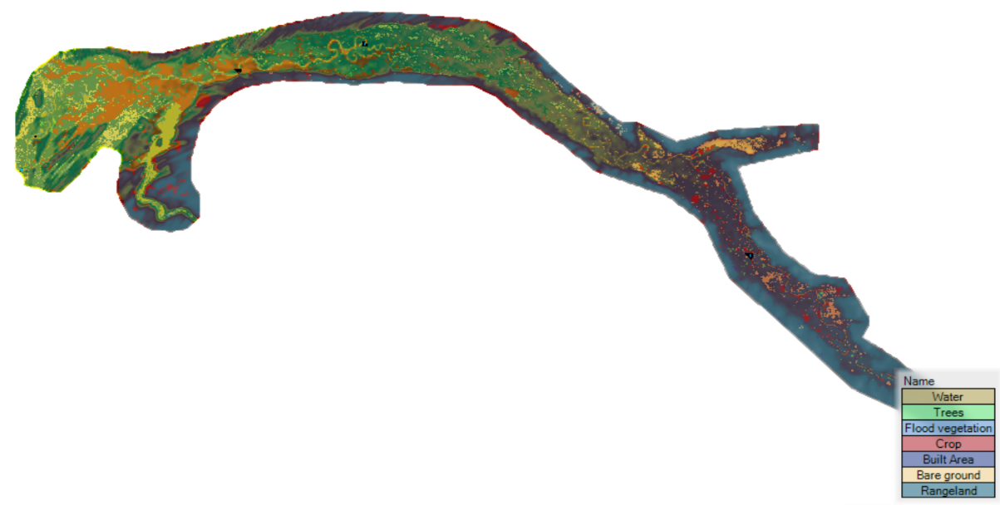 Name
Water
Trees
Flood vegetation
Crop
Built Area
Bare ground
Rangeland